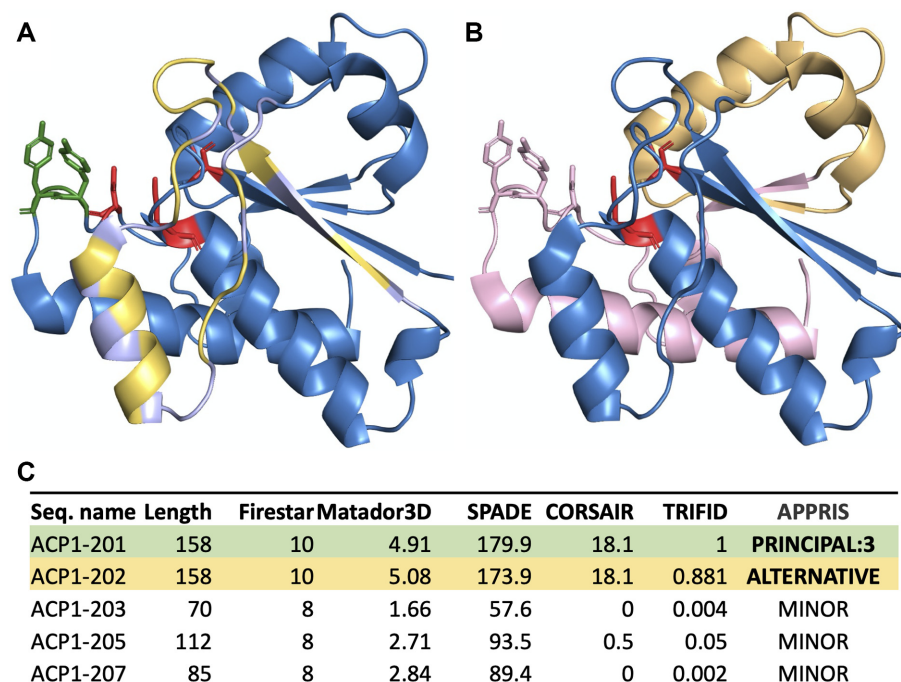 A B
C
Seq. name Length Firestar Matador3D SPADE CORSAIR TRIFID APPRIS
ACP1-201 158 10 4.91 179.9 18.1 1 PRINCIPAL:3
ACP1-202 158 10 5.08 173.9 18.1 0.881 ALTERNATIVE
ACP1-203 70 8 1.66 57.6 0 0.004 MINOR
ACP1-205 112 8 2.71 93.5 0.5 0.05 MINOR
ACP1-207 85 8 2.84 89.4 0 0.002 MINOR